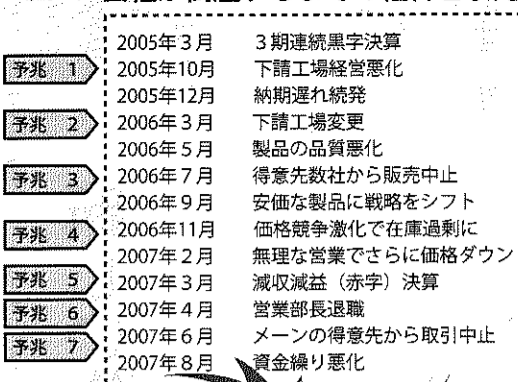 2005年3月 3期連続黒字決算
予兆 1 2005年10月 下請工場経営悪化
2005年12月 納期遅れ続発
予兆 2 2006年3月 下請工場変更
2006年5月 製品の品質悪化
予兆 3 2006年7月 得意先数社から販売中止
2006年9月 安価な製品に戦略をシフト
予兆 4 2006年11月 価格競争激化で在庫過剰に
2007年2月 無理な営業でさらに価格ダウン
予兆 5 2007年3月 減収減益（赤字）決算
予兆 6 2007年4月 営業部長退職
予兆 7 2007年6月 メーンの得意先から取引中止
2007年8月 資金繰り悪化